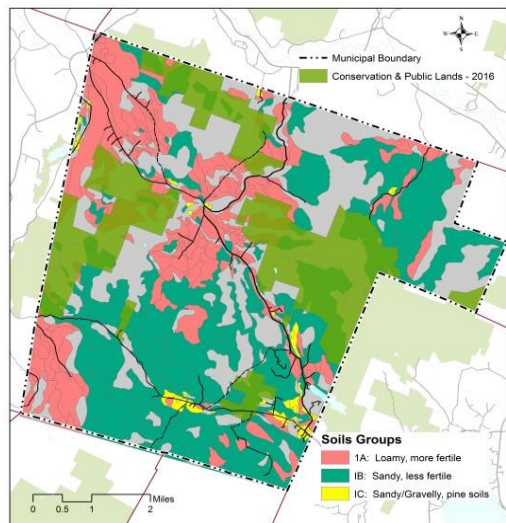 N
W E
S
Municipal Boundary
Conservation & Public Lands - 2016
Soils Groups
1A: Loamy, more fertile
IB: Sandy, less fertile
IC: Sandy/Gravelly, pine soils
Miles
0 0.5 1 2